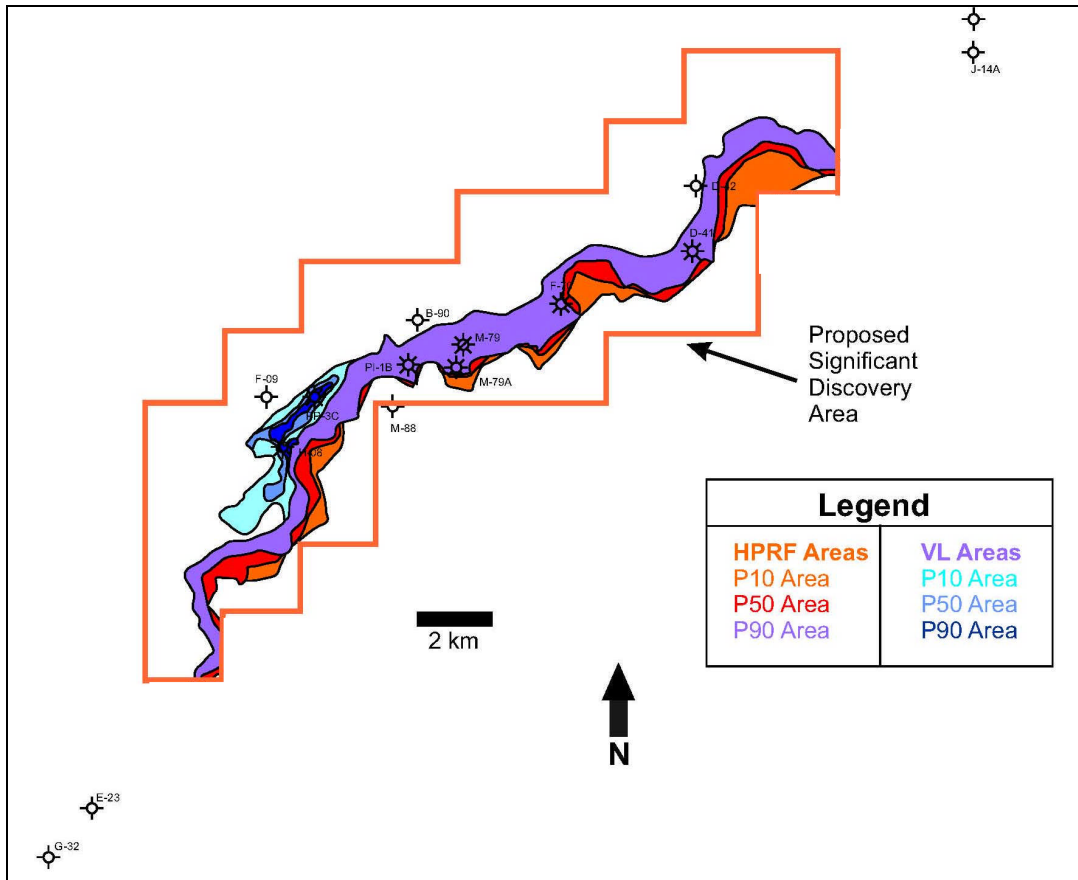 J-14A
D-42
D-41
B-90
M-79
PI-1B
M-79A
F-09
M-88
H-08
Proposed
Significant
Discovery
Area
Legend
HPRF Areas
VL Areas
P10 Area
P10 Area
P50 Area
P50 Area
P90 Area
P90 Area
2 km
N
E-23
G-32